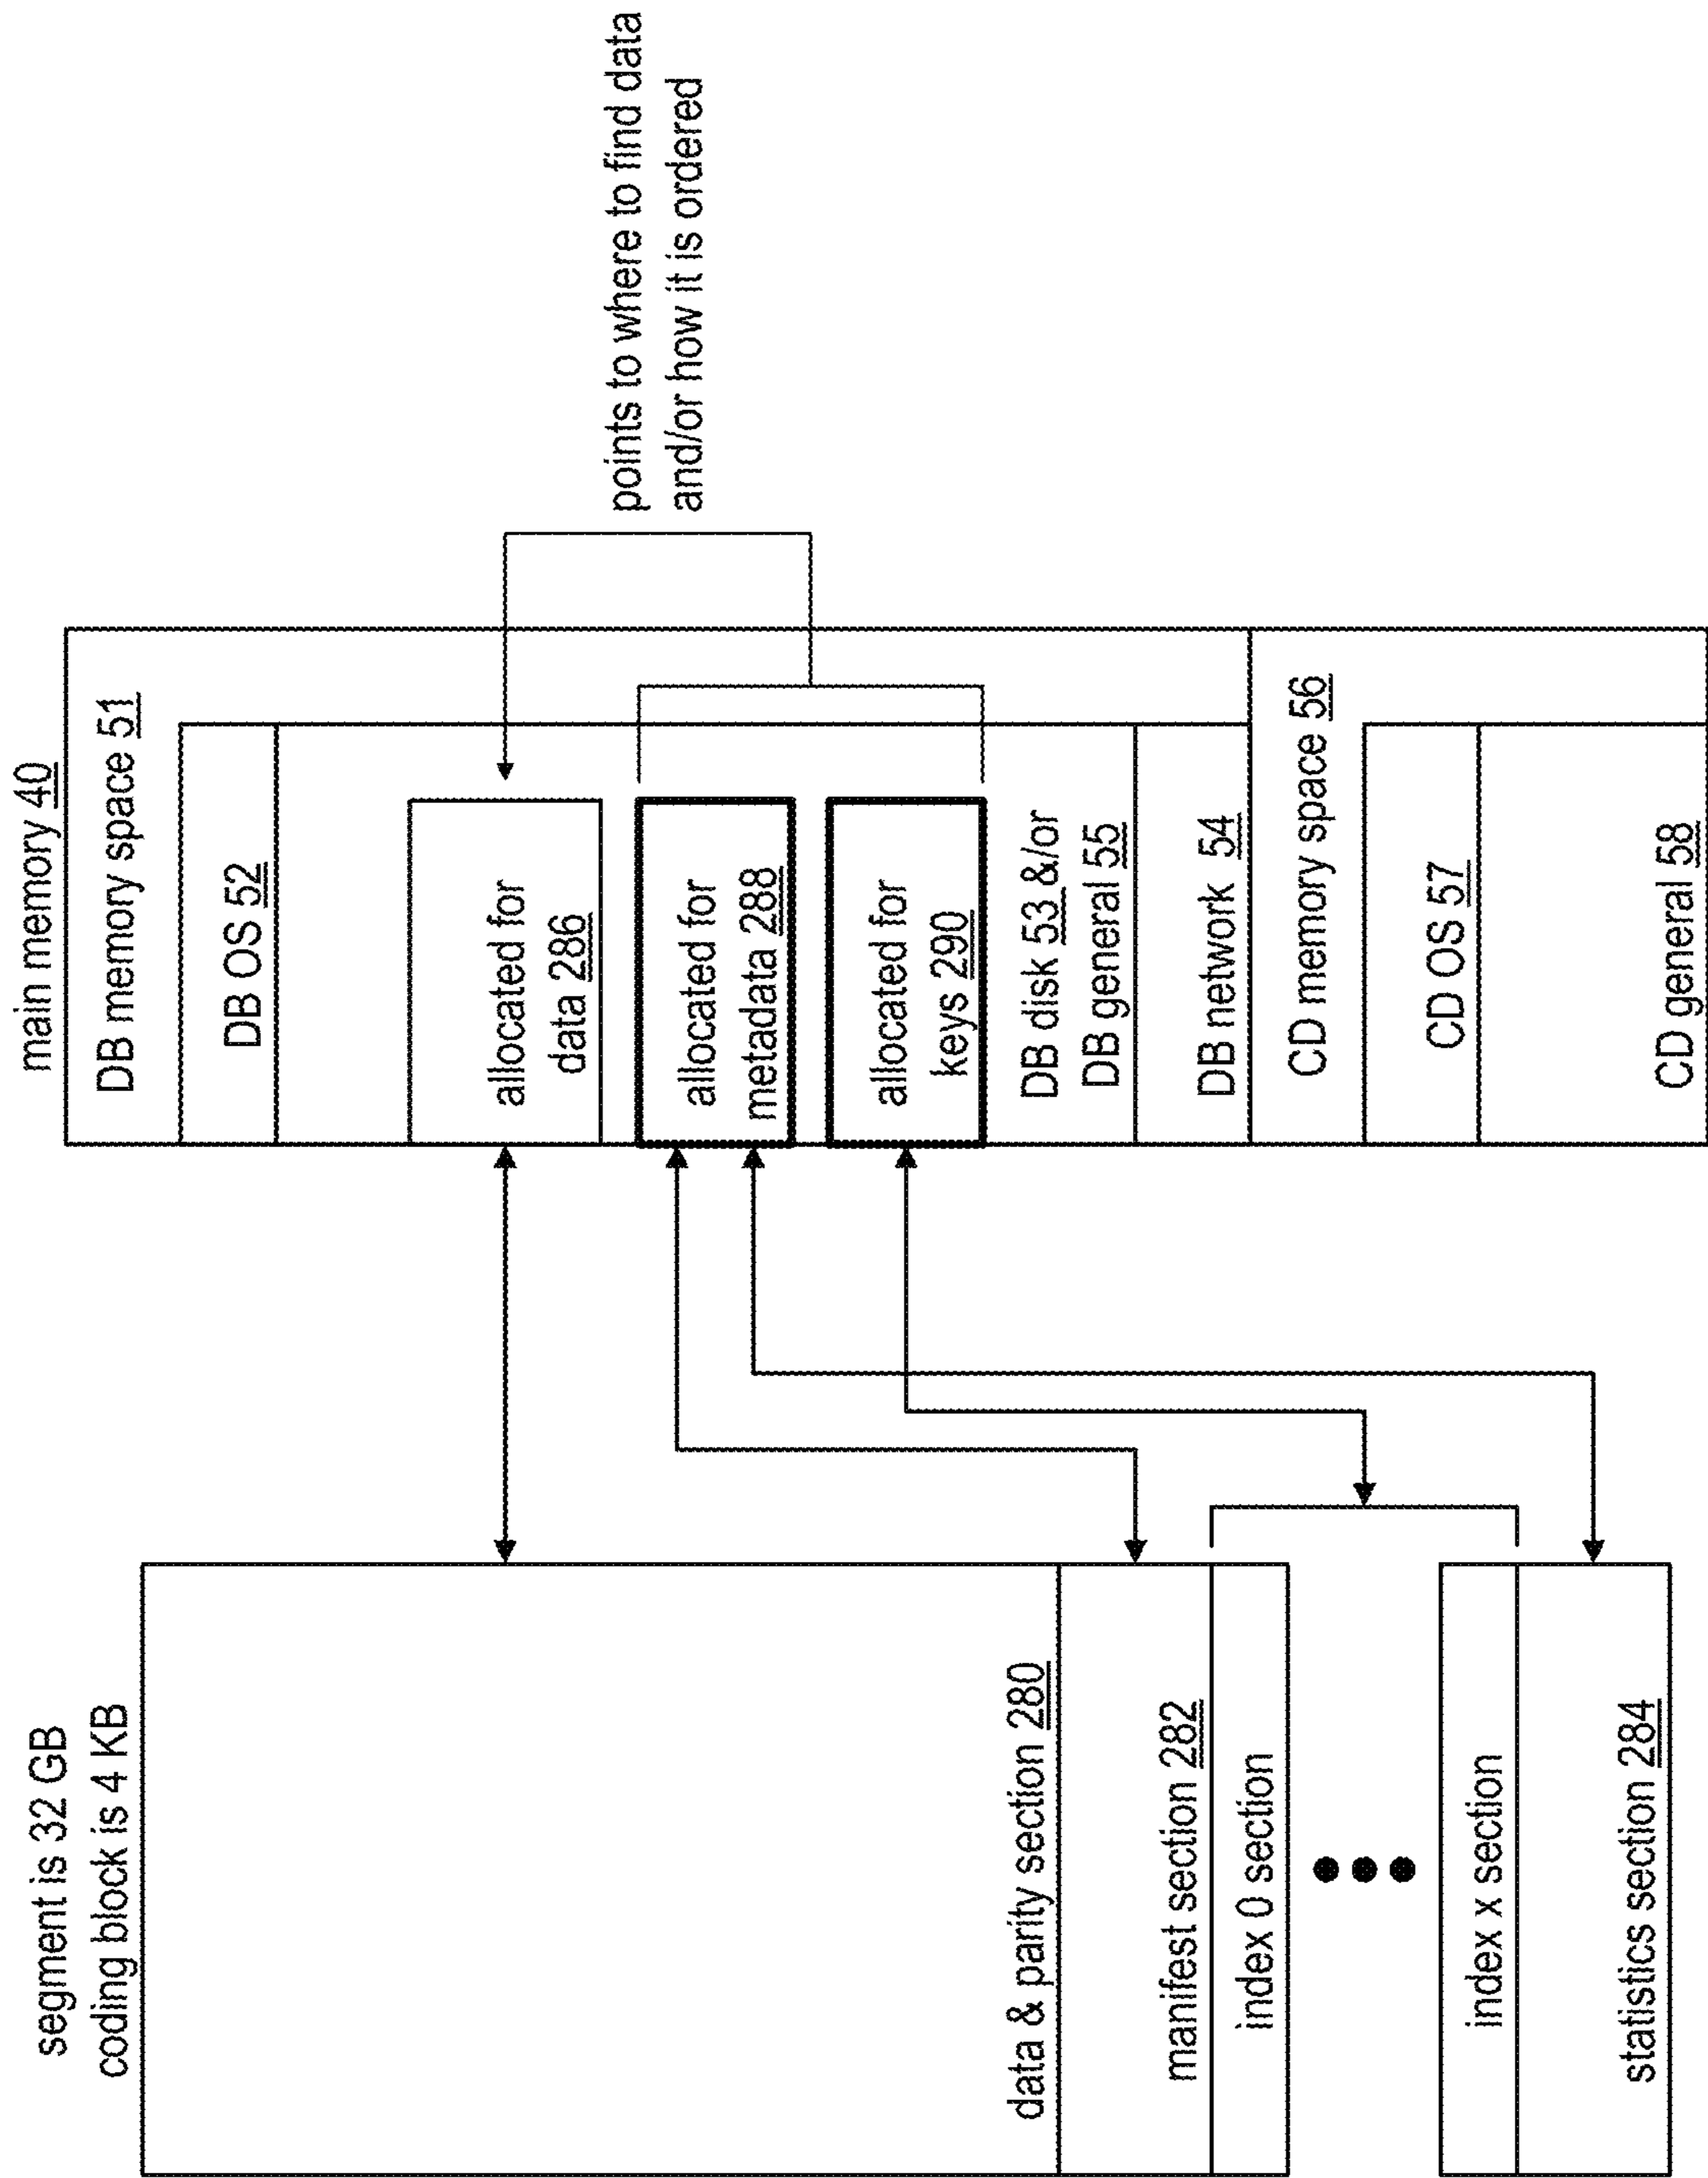 segment is 32 GB
coding block is 4 KB
data & parity section 280
manifest section 282
index 0 section
index x section
statistics section 284
main memory 40
DB memory space 51
DB OS 52
allocated for
data 286
allocated for
metadata 288
allocated for
keys 290
DB disk 53 &/or
DB general 55
DB network 54
CD memory space 56
CD OS 57
CD general 58
points to where to find data
and/or how it is ordered